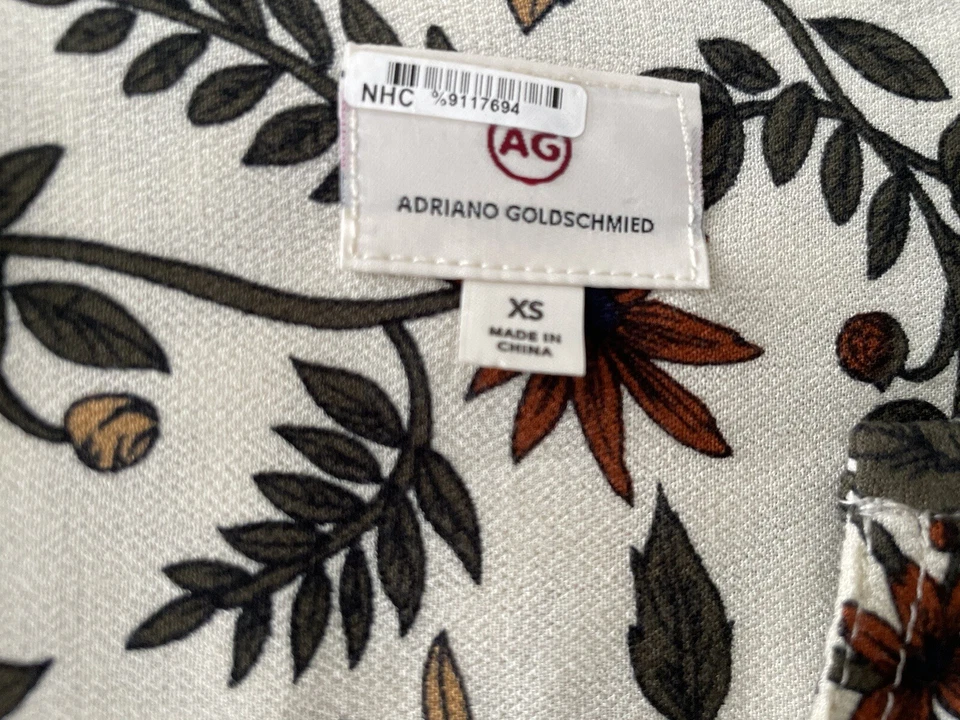 NHC %9117694
AG
ADRIANO GOLDSCHMIED
XS
MADE IN
CHINA